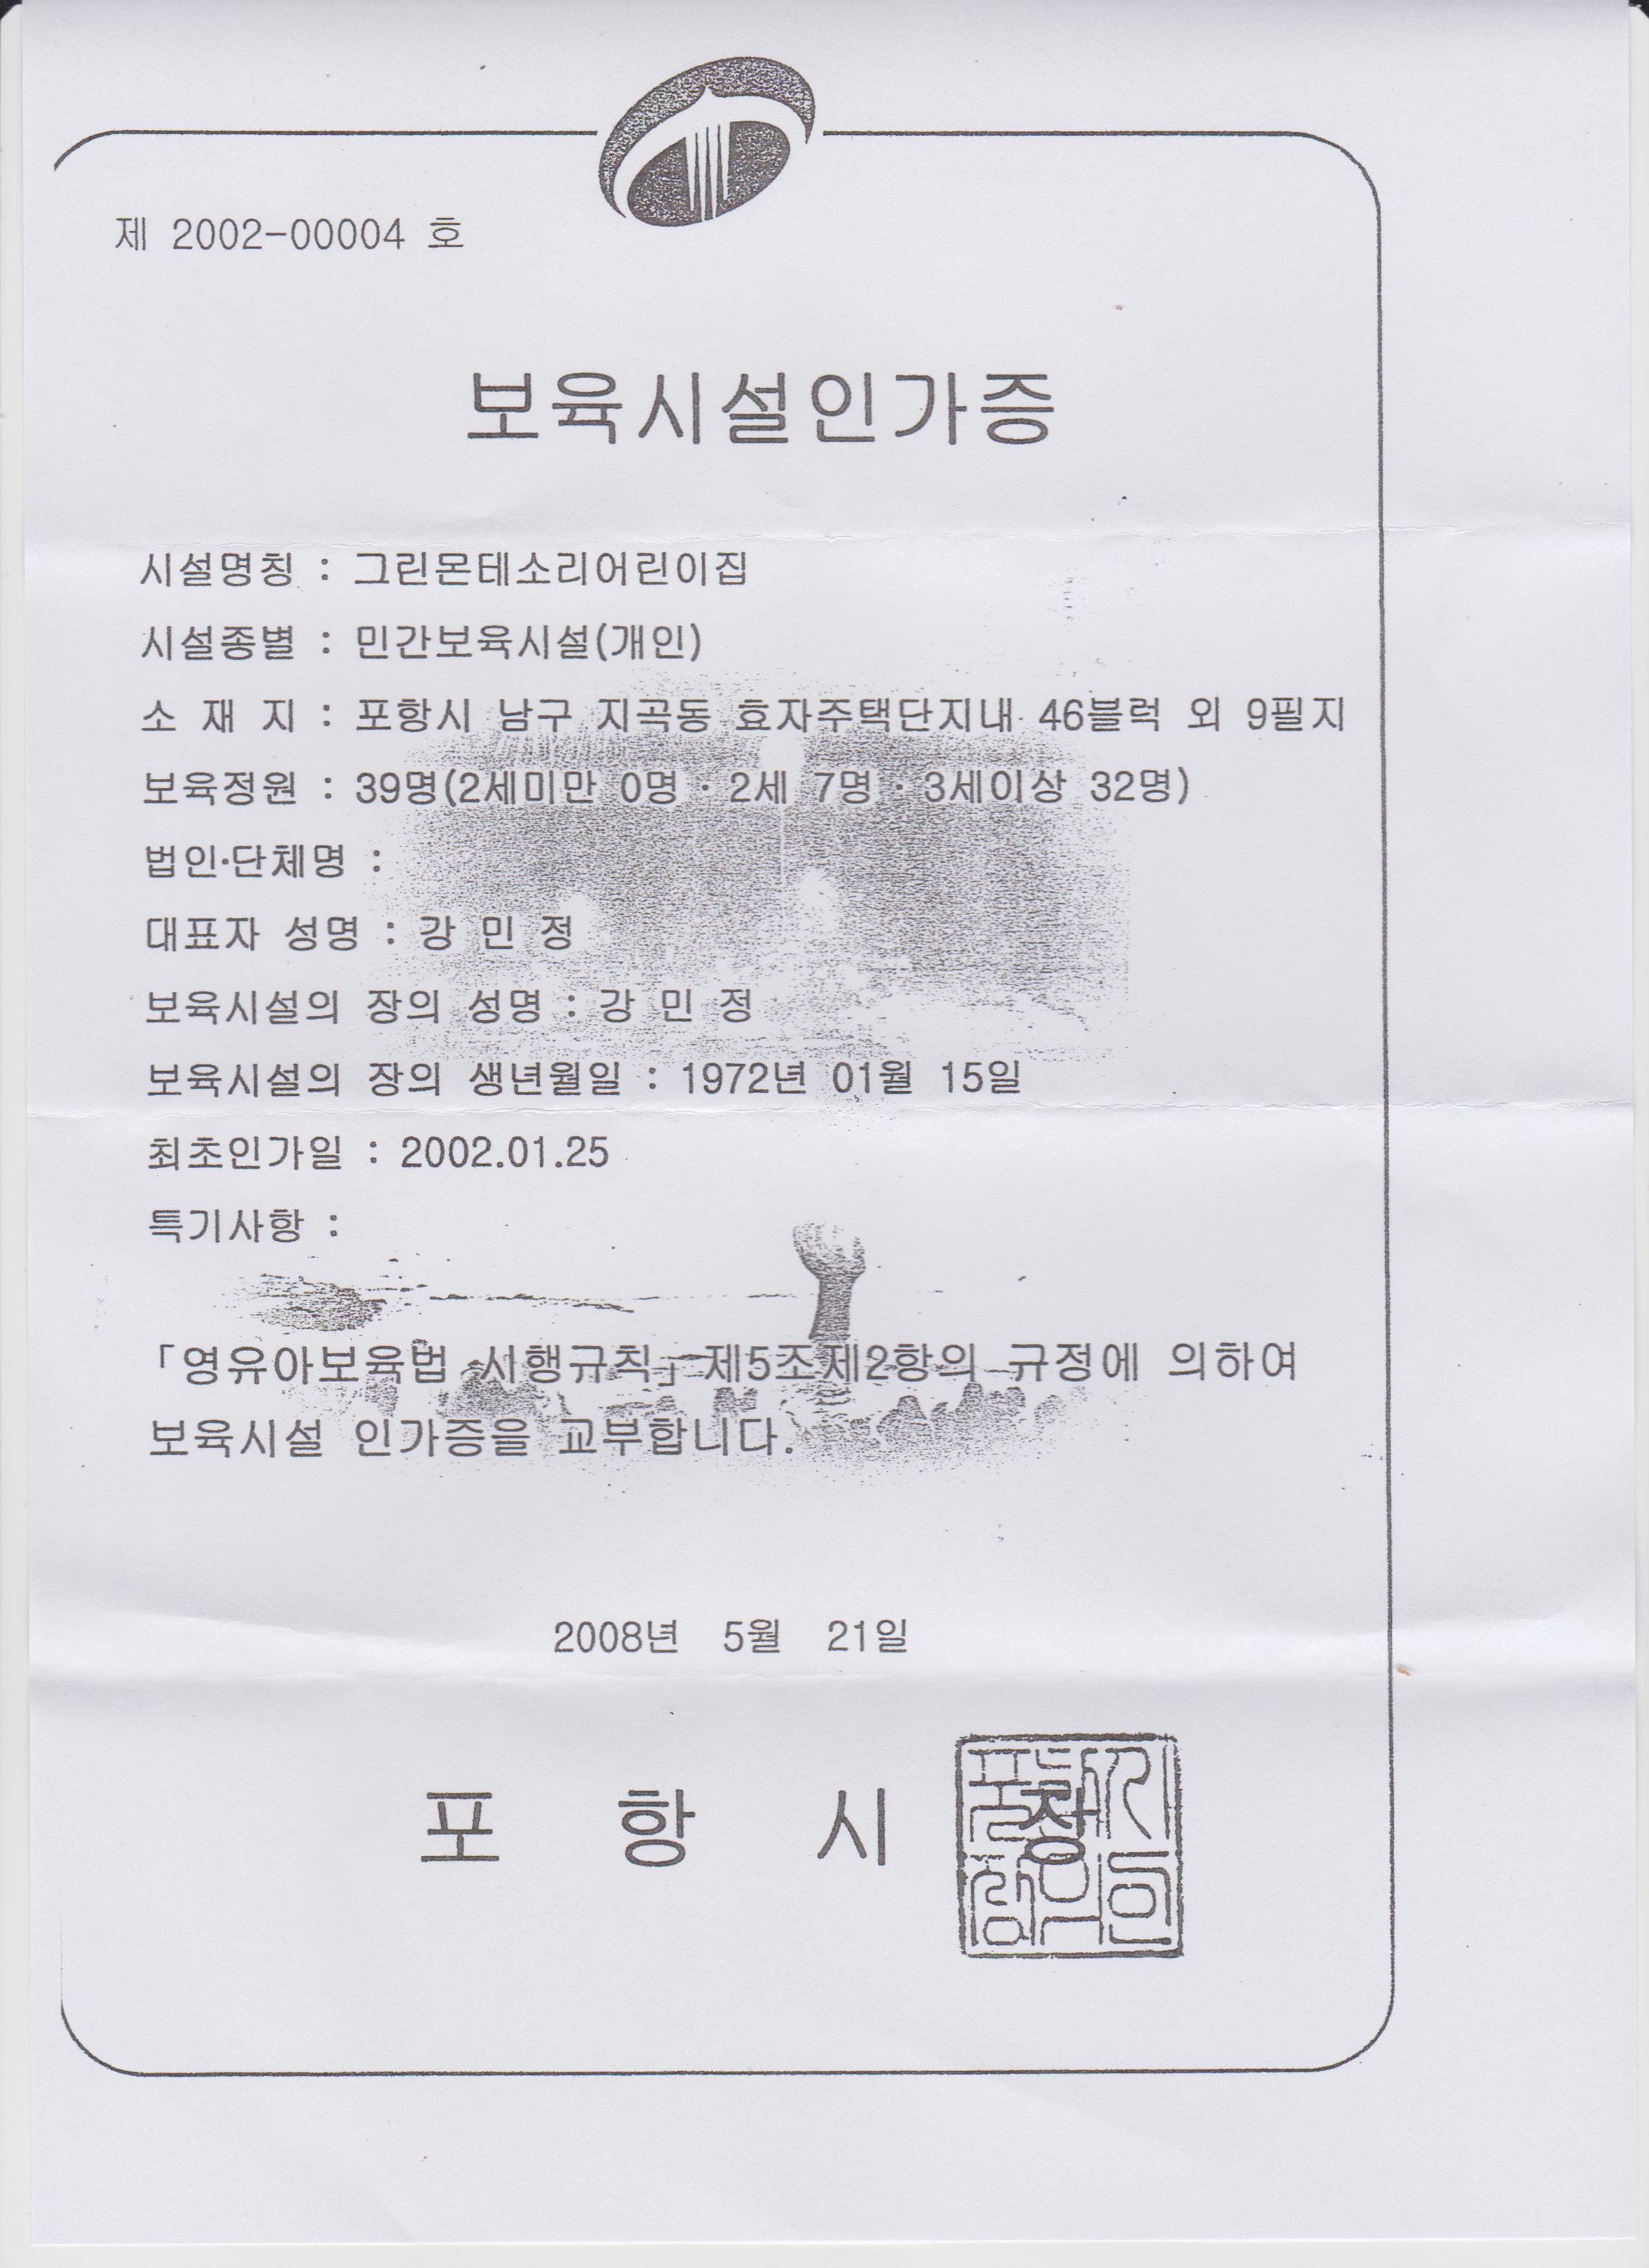 제 2002-00004 호
보육시설인가증
시설명칭 : 그린몬테소리어린이집
시설종별 : 민간보육시설(개인)
소 재 지 : 포항시 남구 지곡동 효자주택단지내 46블럭 외 9필지
보육정원 : 39명(2세미만 0명 · 2세 7명 · 3세이상 32명)
법인·단체명 :
대표자 성명 : 강 민 정
보육시설의 장의 성명 : 강 민 정
보육시설의 장의 생년월일 : 1972년 01월 15일
최초인가일 : 2002.01.25
특기사항 :
「영유아보육법 시행규칙」 제5조제2항의 규정에 의하여
보육시설 인가증을 교부합니다.
2008년 5월 21일
포 항 시 장